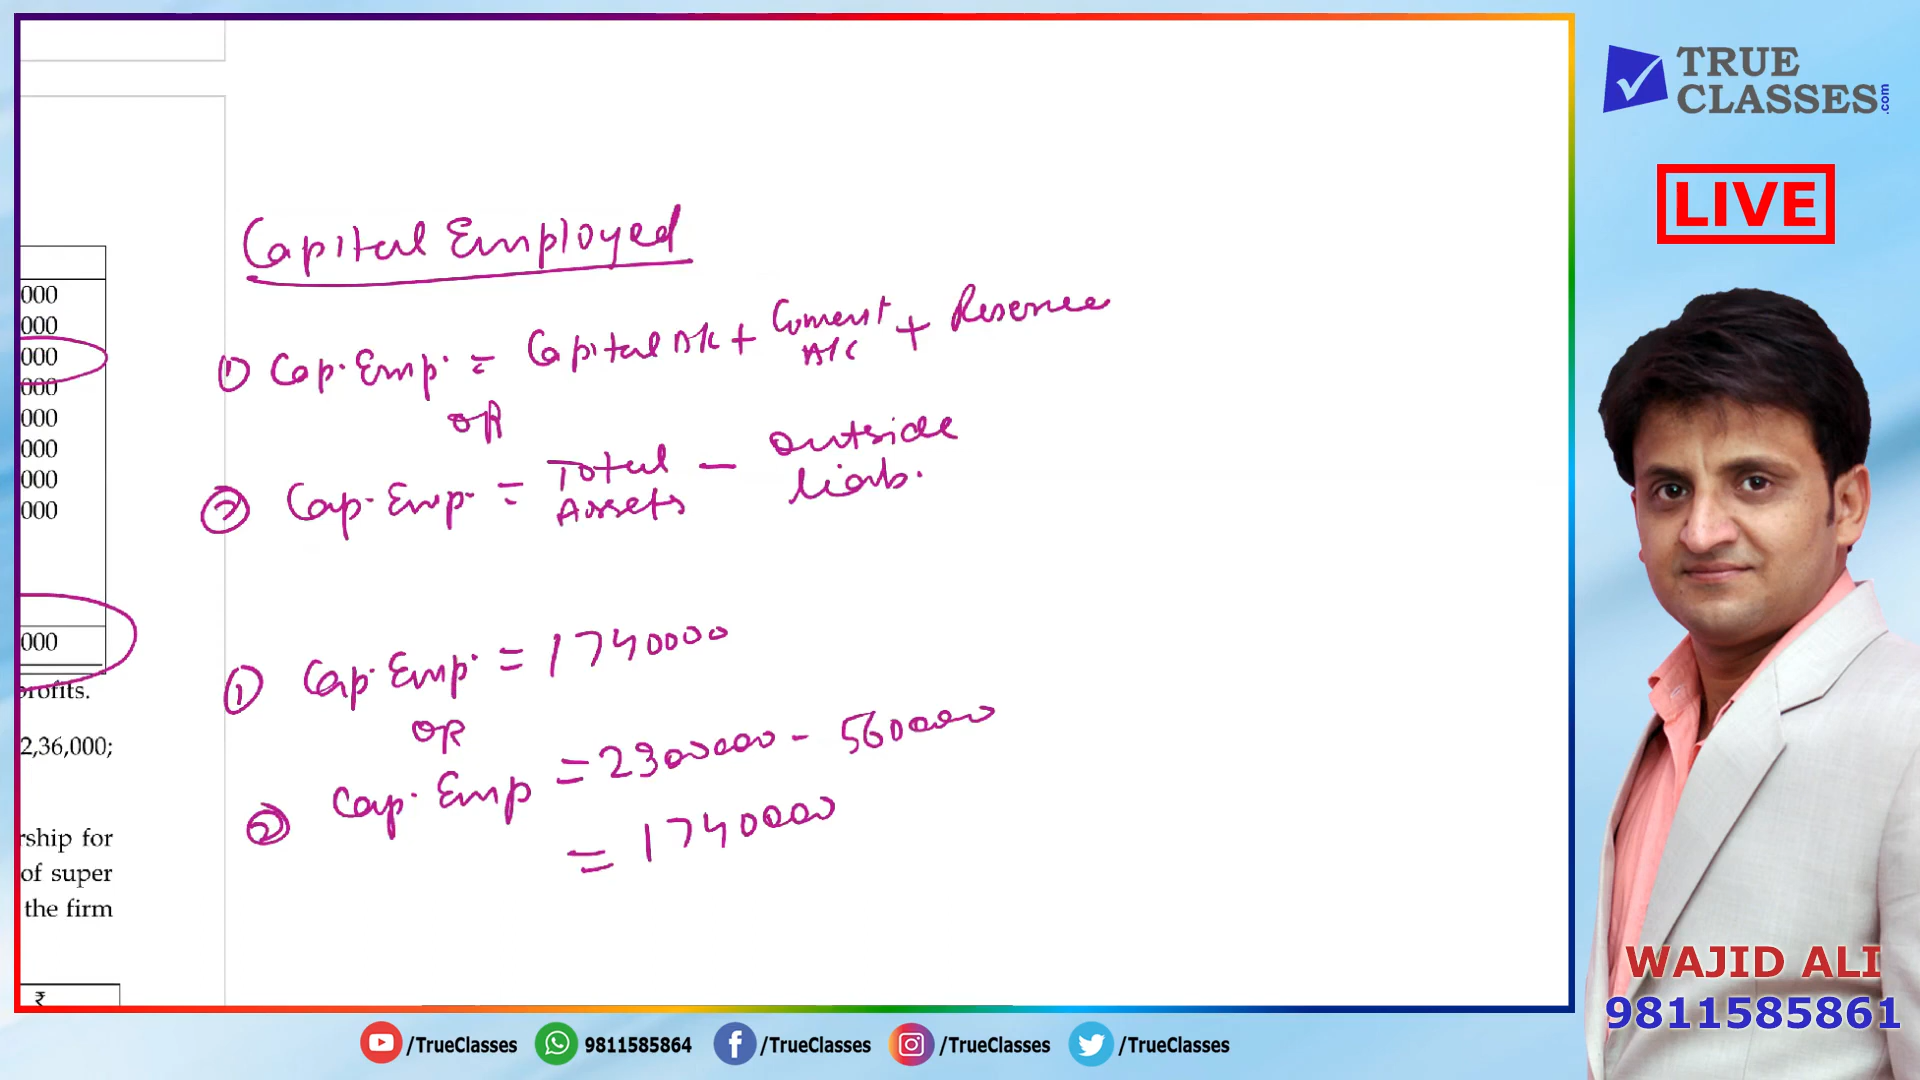 TRUE
CLASSES.com
LIVE
Capital Employed
① Cap. Emp. = Capital A/c + Current A/c + Reserve
OR
② Cap. Emp. = Total Assets – Outside Liab.
① Cap. Emp. = 1740000
OR
② Cap. Emp = 2300000 - 560000
= 1740000
000
000
000
000
000
000
000
000
000
profits.
2,36,000;
rship for
of super
the firm
₹
WAJID ALI
9811585861
/TrueClasses
9811585864
/TrueClasses
/TrueClasses
/TrueClasses